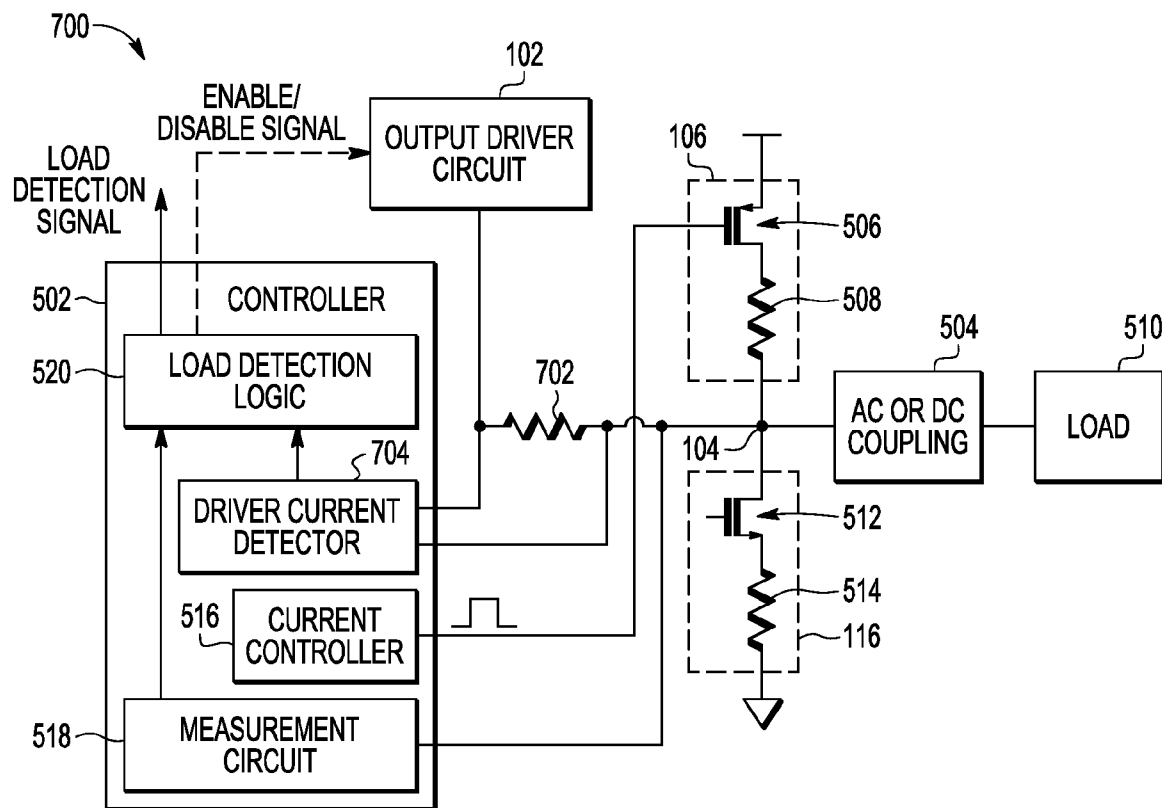 700
102
ENABLE/
DISABLE SIGNAL
OUTPUT DRIVER
CIRCUIT
LOAD
DETECTION
SIGNAL
106
506
502
CONTROLLER
508
504
510
520
LOAD DETECTION
LOGIC
702
104
AC OR DC
COUPLING
LOAD
704
DRIVER CURRENT
DETECTOR
512
516
CURRENT
CONTROLLER
514
116
518
MEASUREMENT
CIRCUIT